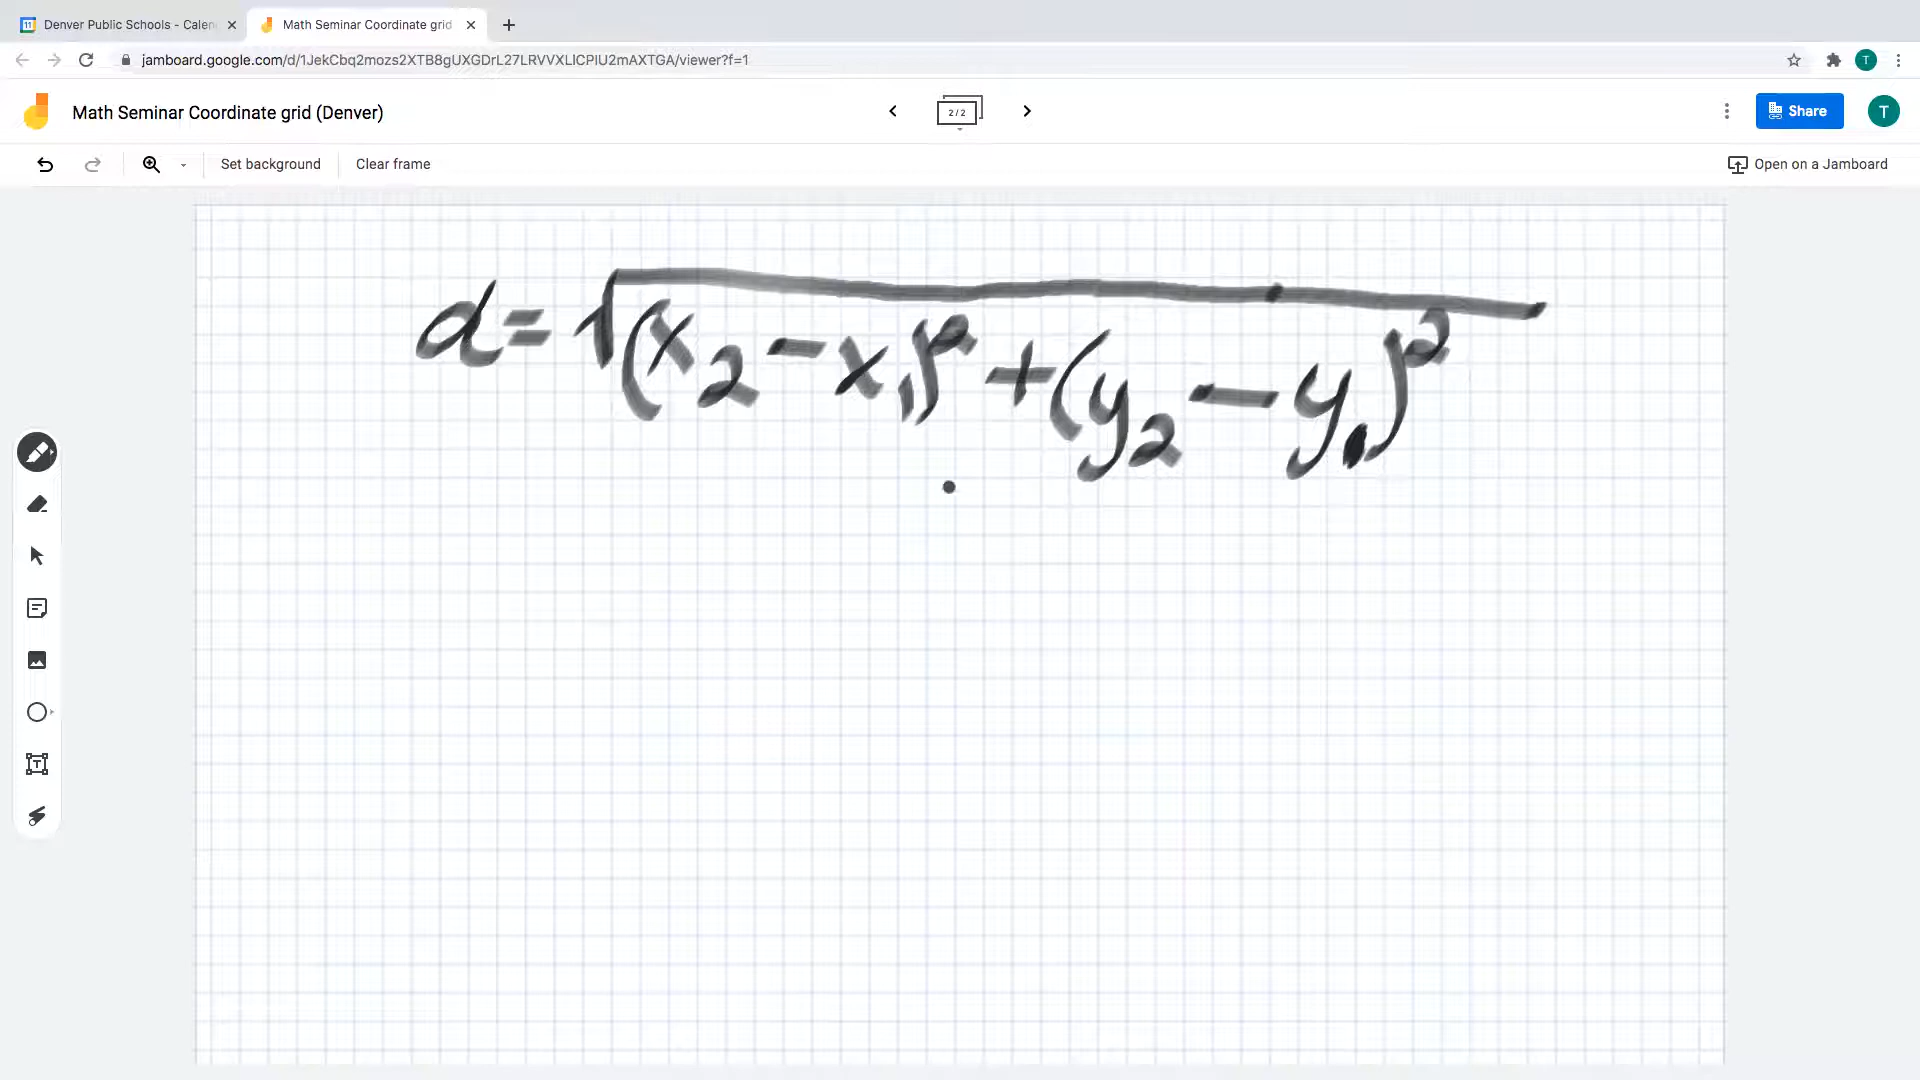 Denver Public Schools - Calen
Math Seminar Coordinate grid
jamboard.google.com/d/1JekCbq2mozs2XTB8gUXGDrL27LRVVXLlCPlU2mAXTGA/viewer?f=1
T
Math Seminar Coordinate grid (Denver)
2 / 2
Share
T
Set background
Clear frame
Open on a Jamboard
d=√(x₂-x₁)²+(y₂-y₁)²